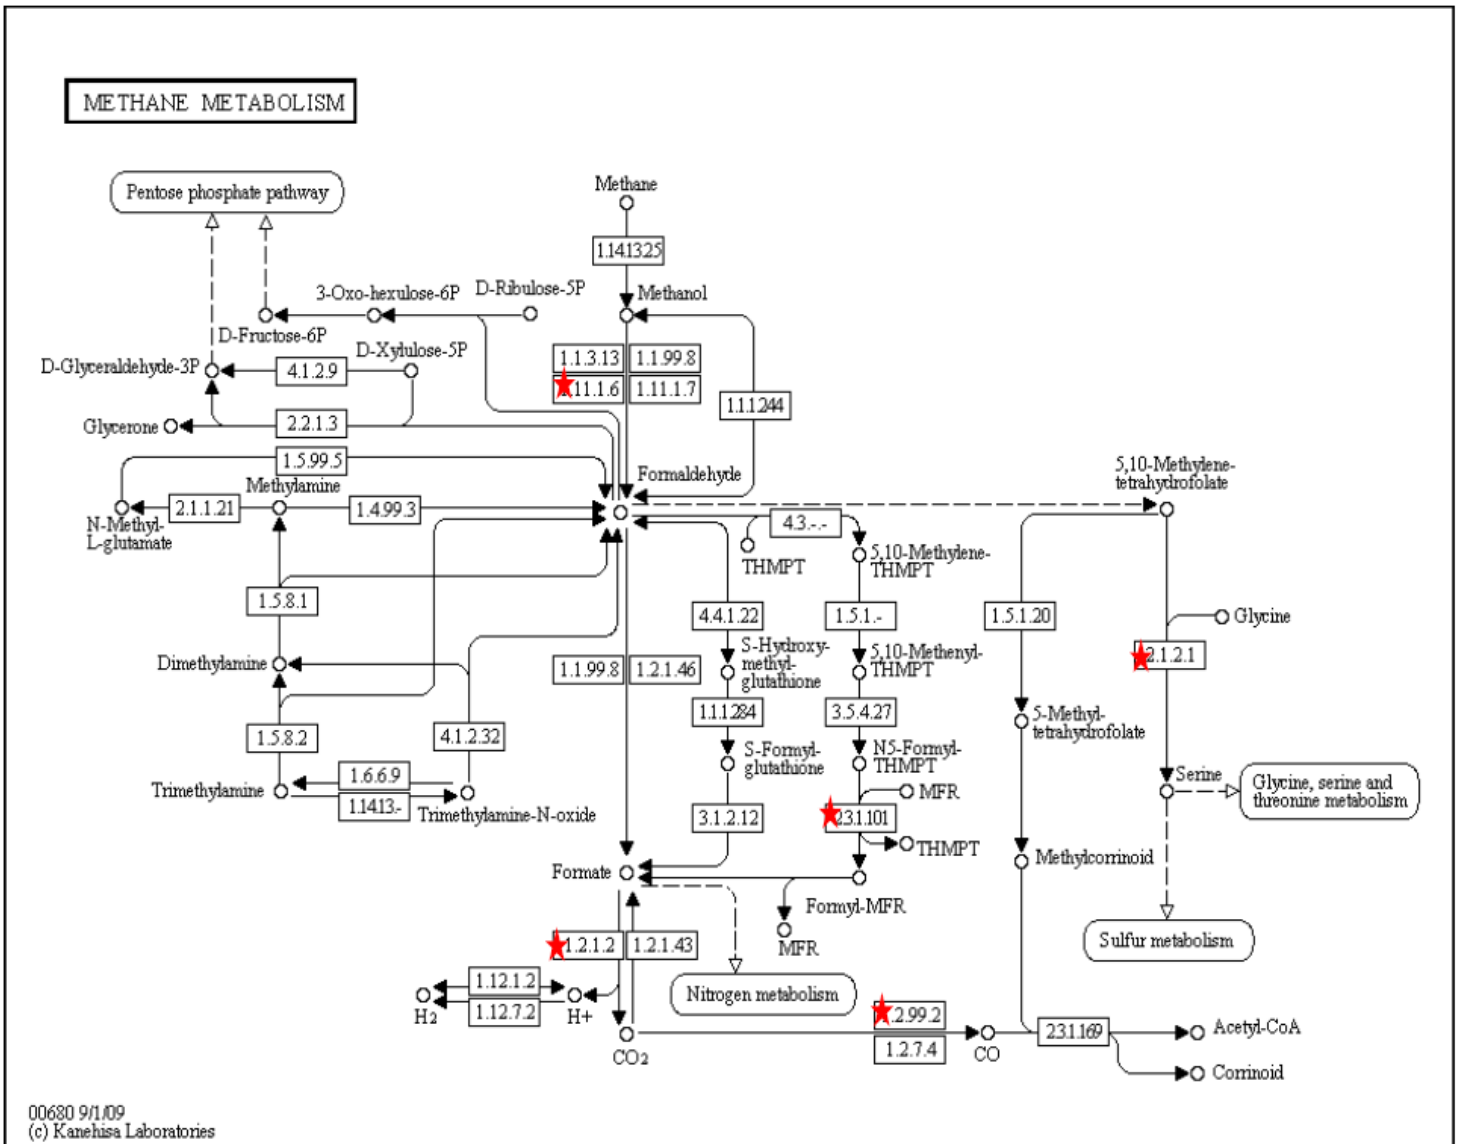 METHANE METABOLISM
Pentose phosphate pathway
Methane
1.14.13.25
3-Oxo-hexulose-6P
D-Ribulose-5P
Methanol
D-Fructose-6P
D-Xylulose-5P
D-Glyceraldehyde-3P
4.1.2.9
1.1.3.13
1.1.99.8
1.11.1.6
1.11.1.7
1.1.1.244
Glycerone
2.2.1.3
1.5.99.5
Formaldehyde
5,10-Methylene-
tetrahydrofolate
Methylamine
2.1.1.21
1.4.99.3
N-Methyl-
L-glutamate
4.3.-.-
THMPT
5,10-Methylene-
THMPT
1.5.8.1
4.4.1.22
1.5.1.-
1.5.1.20
Glycine
2.1.2.1
Dimethylamine
1.1.99.8
1.2.1.46
S-Hydroxy-
methyl-
glutathione
5,10-Methenyl-
THMPT
1.5.8.2
4.1.2.32
1.1.1.284
3.5.4.27
5-Methyl-
tetrahydrofolate
S-Formyl-
glutathione
N5-Formyl-
THMPT
1.6.6.9
Trimethylamine
1.14.13.-
Trimethylamine-N-oxide
Serine
Glycine, serine and
threonine metabolism
MFR
3.1.2.12
2.3.1.101
THMPT
Methylcorrinoid
Formate
Formyl-MFR
MFR
Sulfur metabolism
1.2.1.2
1.2.1.43
1.12.1.2
1.12.7.2
H2
H+
Nitrogen metabolism
1.2.99.2
1.2.7.4
CO2
CO
2.3.1.169
Acetyl-CoA
Corrinoid
00680 9/1/09
(c) Kanehisa Laboratories